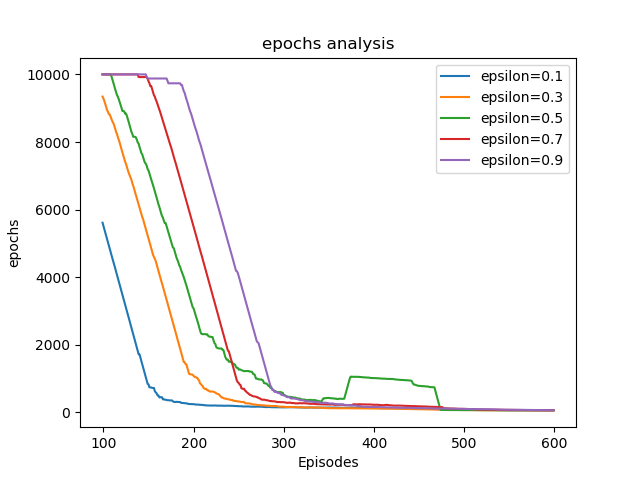 epochs analysis
10000
8000
6000
4000
2000
0
epochs
epsilon=0.1
epsilon=0.3
epsilon=0.5
epsilon=0.7
epsilon=0.9
100 200 300 400 500 600
Episodes